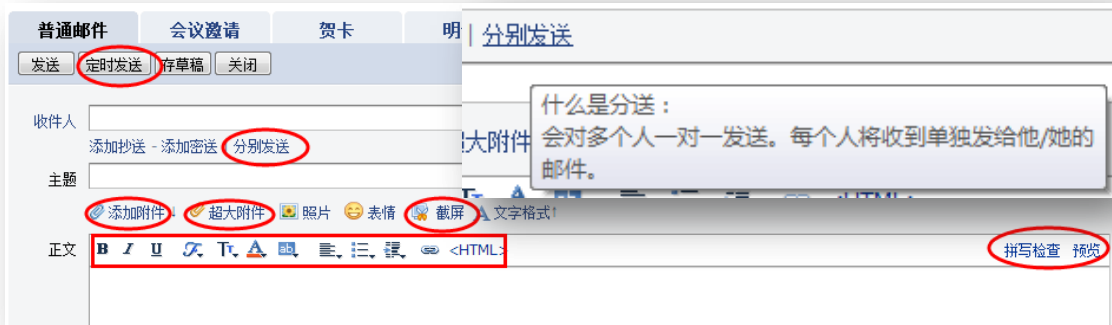 普通邮件 会议邀请 贺卡 明
发送 定时发送 存草稿 关闭
| 分别发送
什么是分送：
会对多个人一对一发送。每个人将收到单独发给他/她的
邮件。
收件人
添加抄送 - 添加密送 分别发送
大附件
主题
添加附件 超大附件 照片 表情 截屏 A 文字格式↑
正文 B I U <HTML> 拼写检查 预览